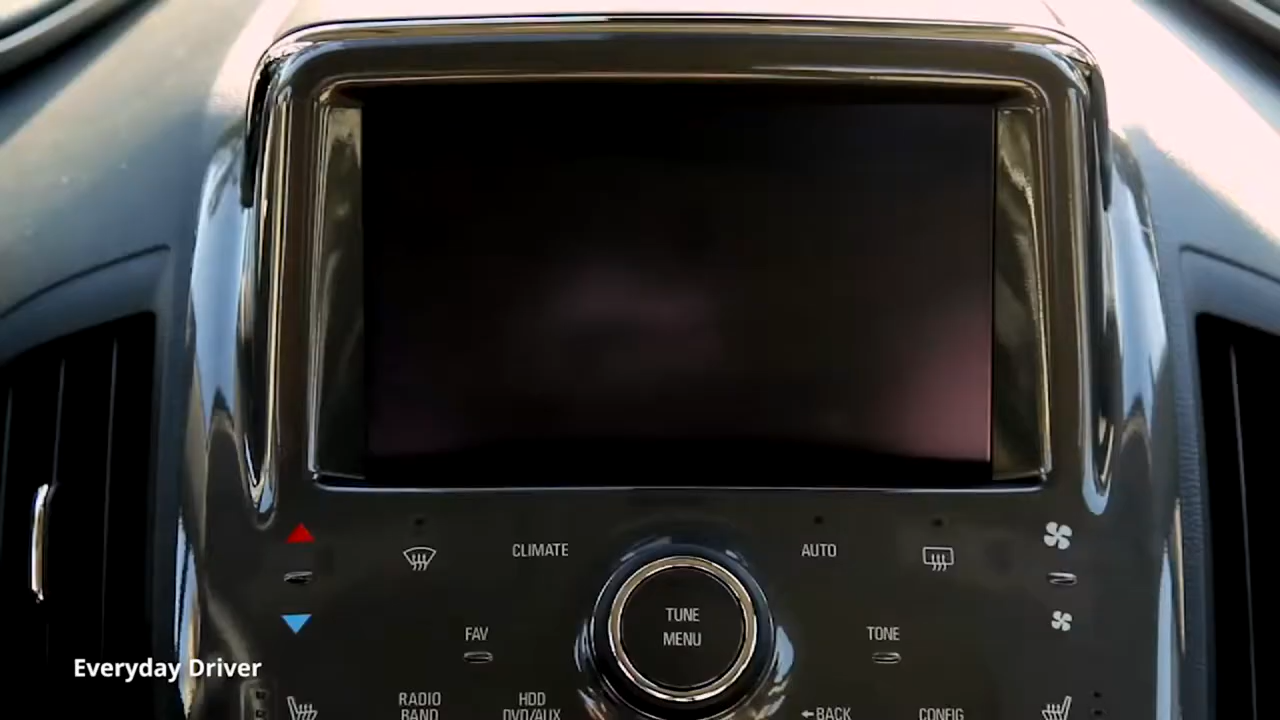 CLIMATE
AUTO
TUNE
MENU
FAV
TONE
Everyday Driver
RADIO
BAND
HDD
DVD/AUX
←BACK
CONFIG